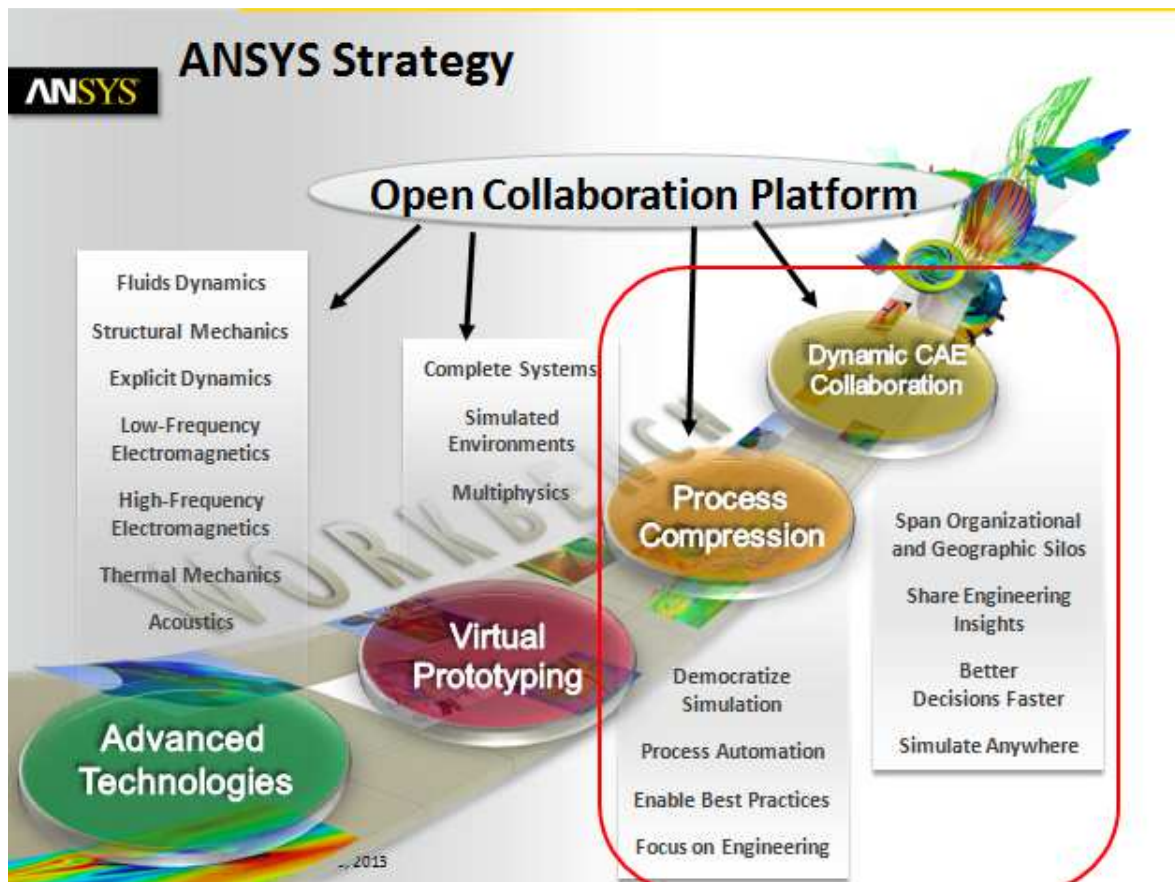 ANSYS Strategy
ANSYS
Open Collaboration Platform
Fluids Dynamics
Structural Mechanics
Explicit Dynamics
Low-Frequency
Electromagnetics
High-Frequency
Electromagnetics
Thermal Mechanics
Acoustics
Complete Systems
Simulated
Environments
Multiphysics
WORKBENCH
Dynamic CAE
Collaboration
Process
Compression
Virtual
Prototyping
Advanced
Technologies
Span Organizational
and Geographic Silos
Share Engineering
Insights
Better
Decisions Faster
Simulate Anywhere
Democratize
Simulation
Process Automation
Enable Best Practices
Focus on Engineering
, 2013